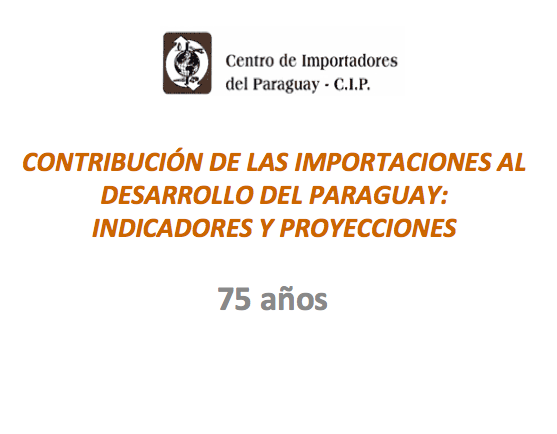 Centro de Importadores
del Paraguay - C.I.P.
CONTRIBUCIÓN DE LAS IMPORTACIONES AL
DESARROLLO DEL PARAGUAY:
INDICADORES Y PROYECCIONES
75 años